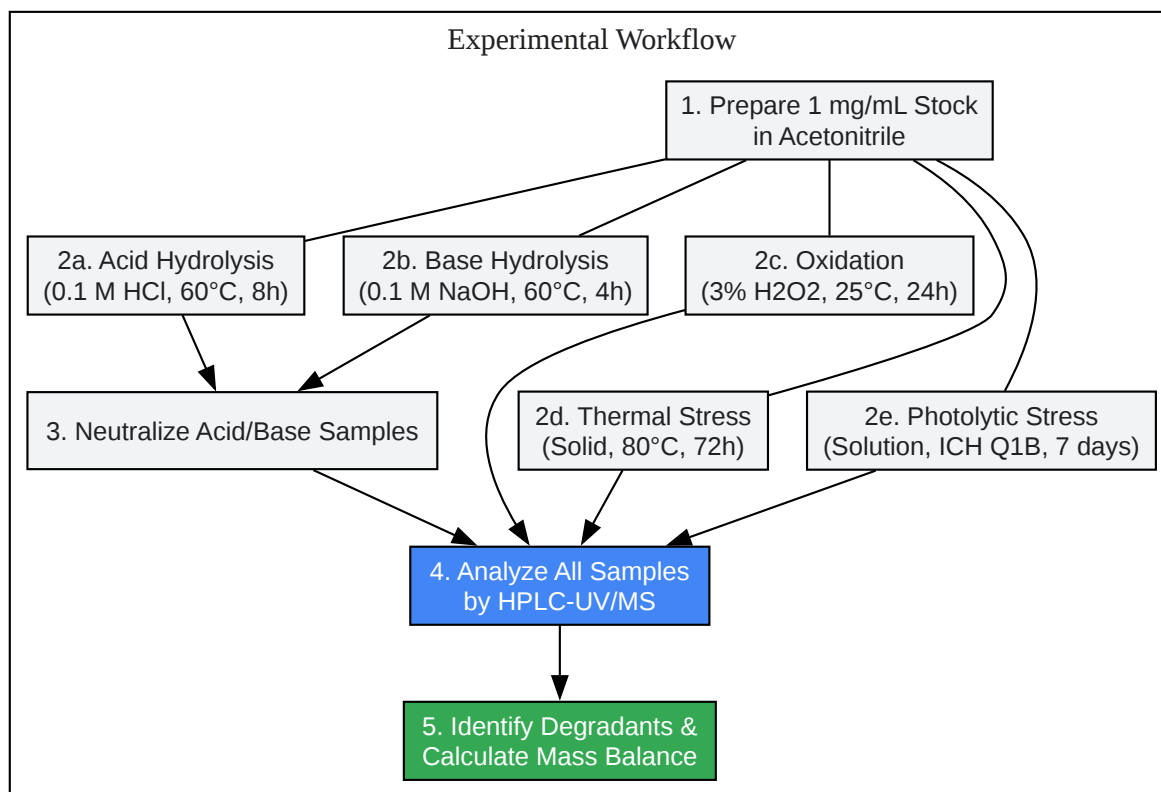 Experimental Workflow
1. Prepare 1 mg/mL Stock
in Acetonitrile
2a. Acid Hydrolysis
(0.1 M HCl, 60°C, 8h)
2b. Base Hydrolysis
(0.1 M NaOH, 60°C, 4h)
2c. Oxidation
(3% H2O2, 25°C, 24h)
3. Neutralize Acid/Base Samples
2d. Thermal Stress
(Solid, 80°C, 72h)
2e. Photolytic Stress
(Solution, ICH Q1B, 7 days)
4. Analyze All Samples
by HPLC-UV/MS
5. Identify Degradants &
Calculate Mass Balance